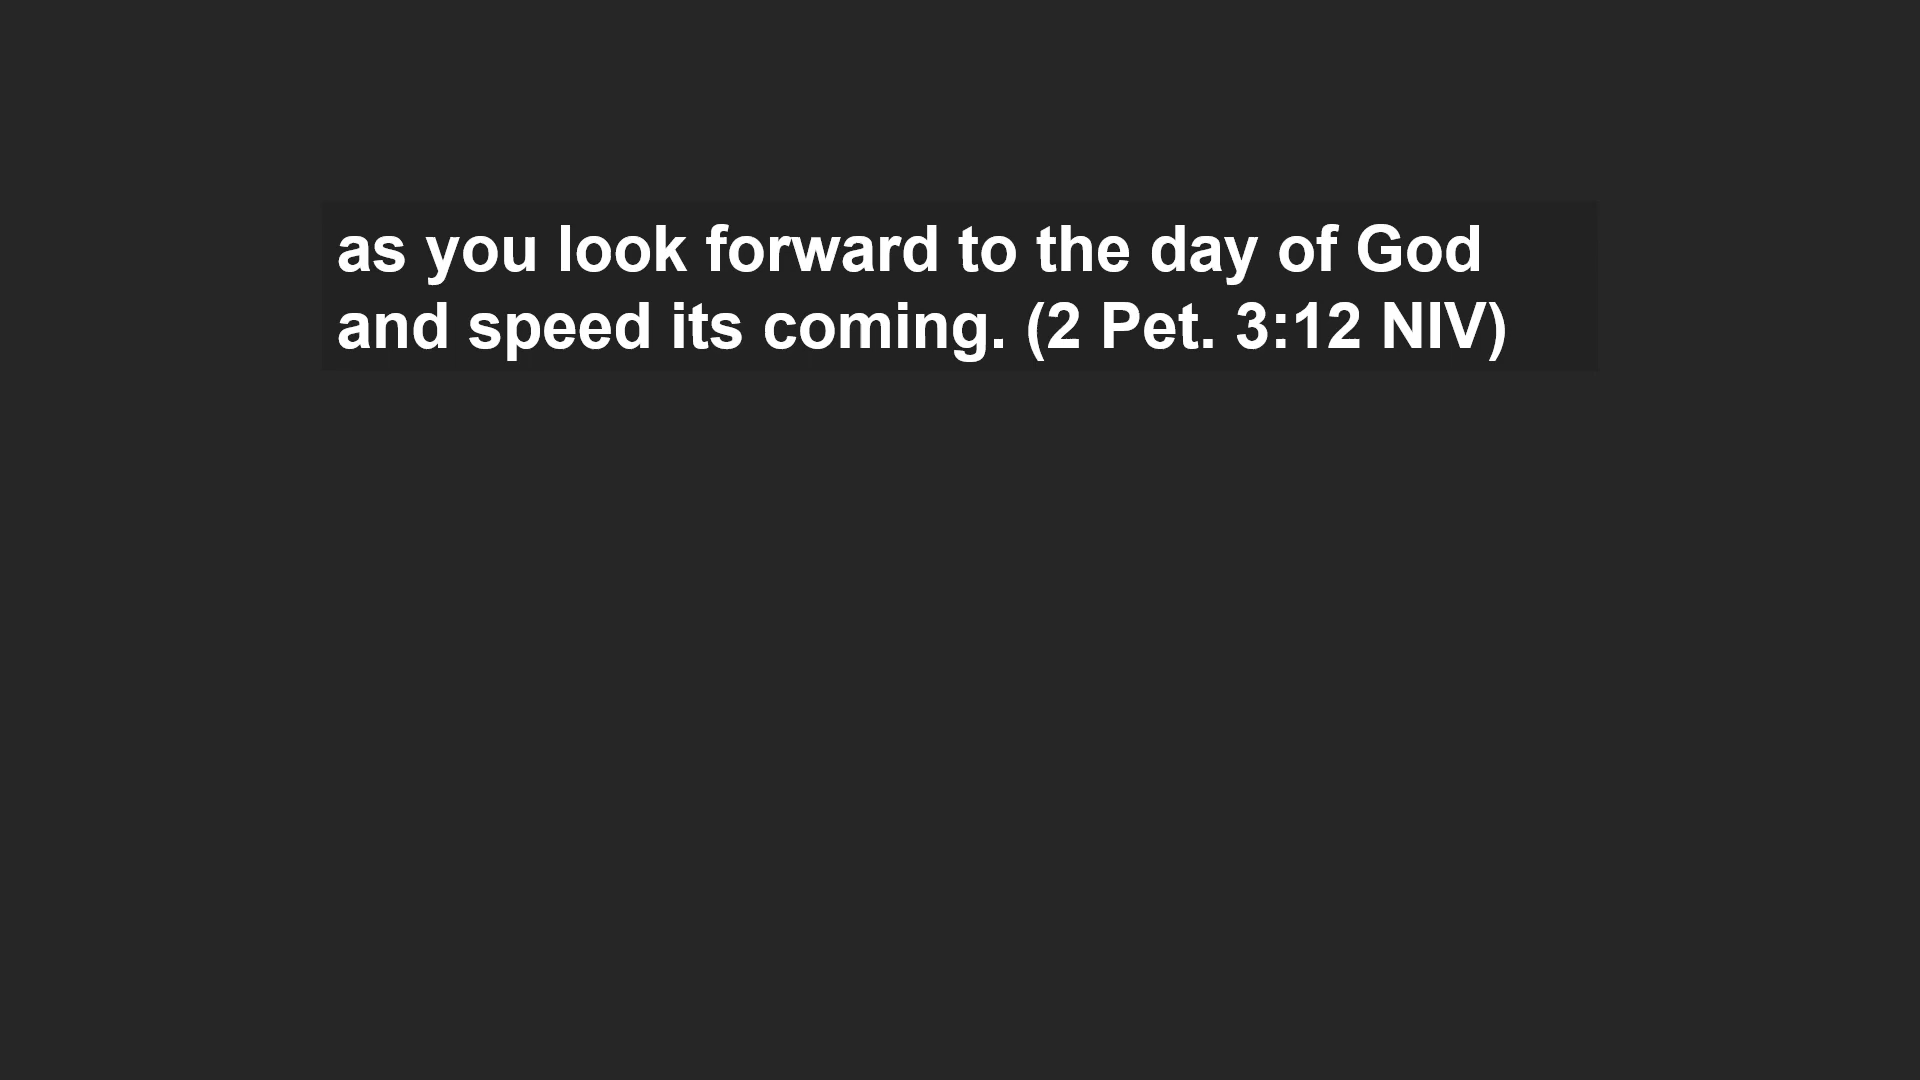 as you look forward to the day of God
and speed its coming. (2 Pet. 3:12 NIV)